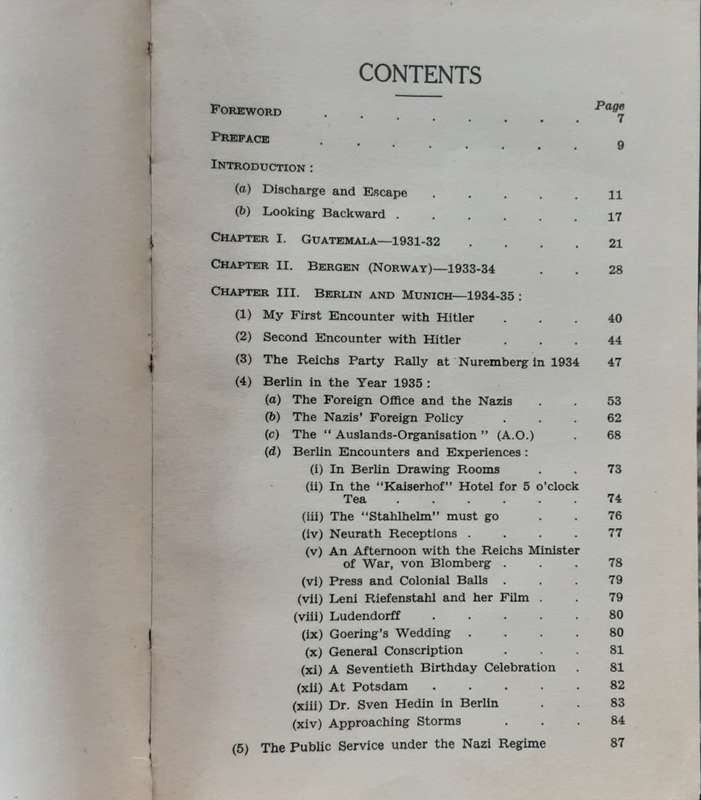 CONTENTS
Page
FOREWORD . . . . . . . . 7
PREFACE . . . . . . . . 9
INTRODUCTION :
(a) Discharge and Escape . . . . . 11
(b) Looking Backward . . . . . . 17
CHAPTER I. GUATEMALA—1931-32 . . . . 21
CHAPTER II. BERGEN (NORWAY)—1933-34 . . 28
CHAPTER III. BERLIN AND MUNICH—1934-35 :
(1) My First Encounter with Hitler . . . 40
(2) Second Encounter with Hitler . . . 44
(3) The Reichs Party Rally at Nuremberg in 1934 47
(4) Berlin in the Year 1935 :
(a) The Foreign Office and the Nazis . . 53
(b) The Nazis' Foreign Policy . . . 62
(c) The "Auslands-Organisation" (A.O.) . 68
(d) Berlin Encounters and Experiences :
(i) In Berlin Drawing Rooms . . 73
(ii) In the "Kaiserhof" Hotel for 5 o'clock
Tea . . . . . . 74
(iii) The "Stahlhelm" must go . . 76
(iv) Neurath Receptions . . . . 77
(v) An Afternoon with the Reichs Minister
of War, von Blomberg . . . 78
(vi) Press and Colonial Balls . . . 79
(vii) Leni Riefenstahl and her Film . . 79
(viii) Ludendorff . . . . . 80
(ix) Goering's Wedding . . . . 80
(x) General Conscription . . . 81
(xi) A Seventieth Birthday Celebration . 81
(xii) At Potsdam . . . . . 82
(xiii) Dr. Sven Hedin in Berlin . . 83
(xiv) Approaching Storms . . . 84
(5) The Public Service under the Nazi Regime 87